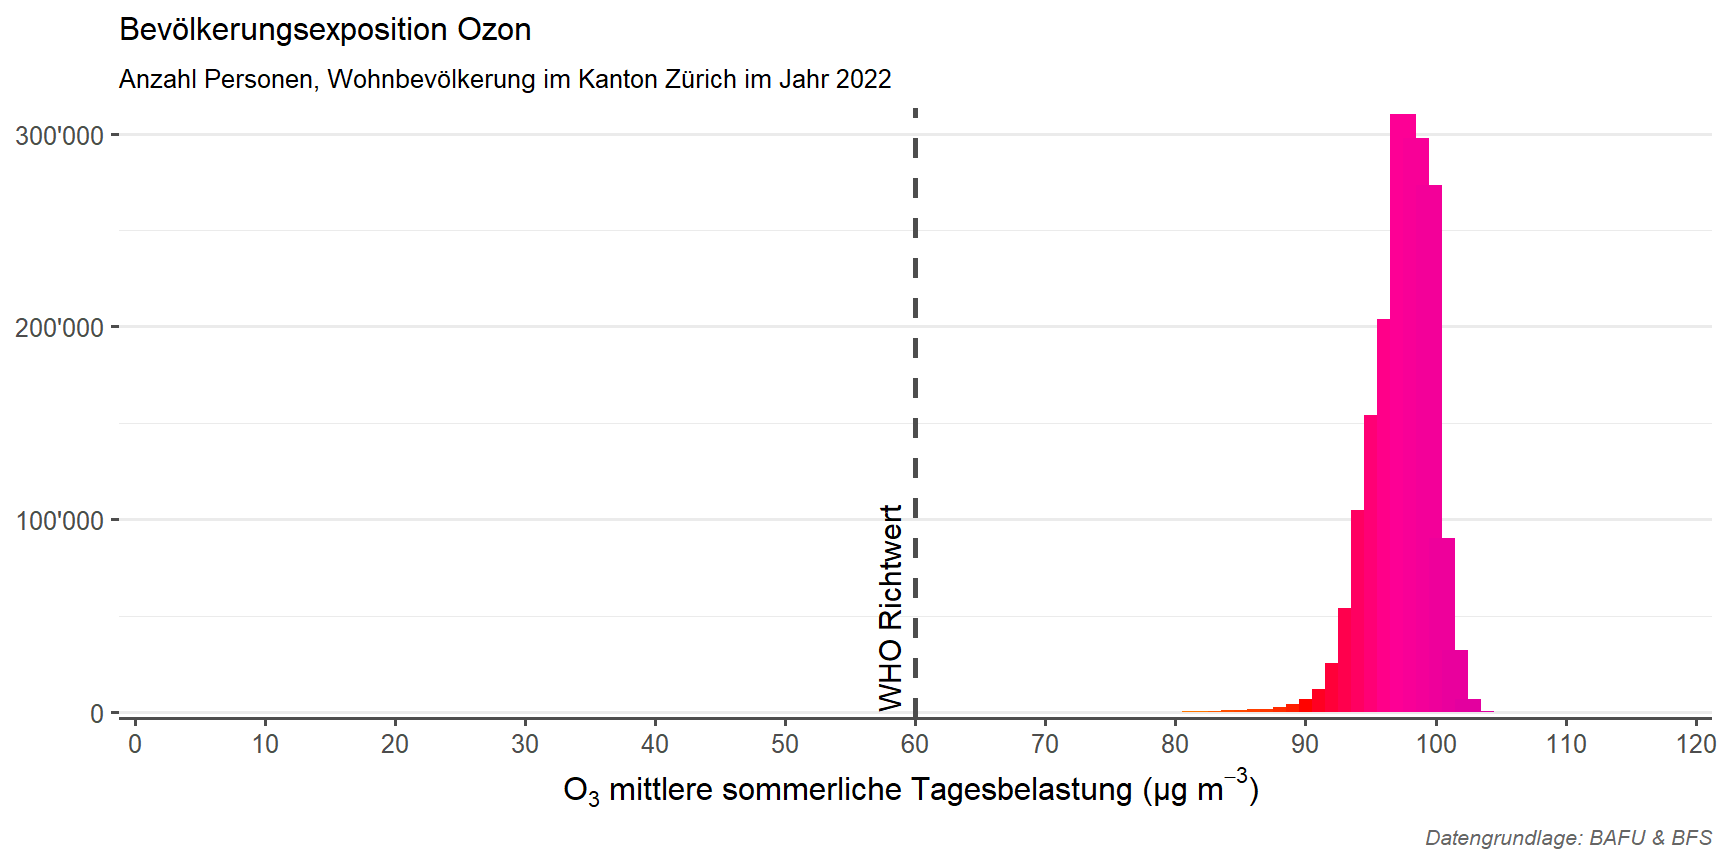 Bevölkerungsexposition Ozon
Anzahl Personen, Wohnbevölkerung im Kanton Zürich im Jahr 2022
300'000
200'000
100'000
0
WHO Richtwert
0 10 20 30 40 50 60 70 80 90 100 110 120
O₃ mittlere sommerliche Tagesbelastung (µg m⁻³)
Datengrundlage: BAFU & BFS